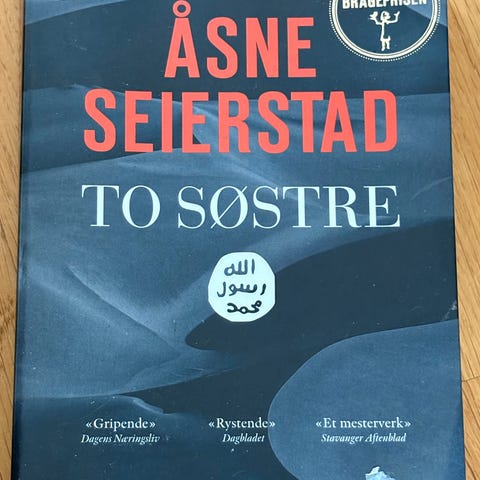 BRAGEPRISEN
ÅSNE
SEIERSTAD
TO SØSTRE
الله
رسول
محمد
«Gripende»
Dagens Næringsliv
«Rystende»
Dagbladet
«Et mesterverk»
Stavanger Aftenblad